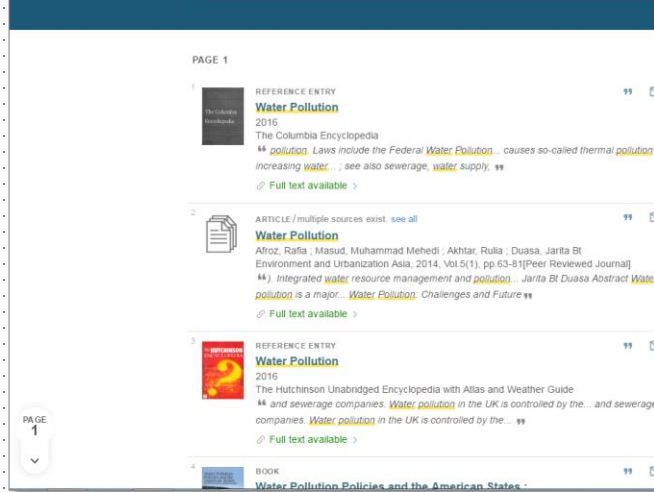 PAGE 1
1
REFERENCE ENTRY
Water Pollution
2016
The Columbia Encyclopedia
pollution. Laws include the Federal Water Pollution... causes so-called thermal pollution
increasing water... ; see also sewerage, water supply,
Full text available >
2
ARTICLE / multiple sources exist. see all
Water Pollution
Afroz, Rafia ; Masud, Muhammad Mehedi ; Akhtar, Rulia ; Duasa, Jarita Bt
Environment and Urbanization Asia, 2014, Vol.5(1), pp.63-81[Peer Reviewed Journal]
). Integrated water resource management and pollution... Jarita Bt Duasa Abstract Wate
pollution is a major... Water Pollution: Challenges and Future
Full text available >
3
REFERENCE ENTRY
Water Pollution
2016
The Hutchinson Unabridged Encyclopedia with Atlas and Weather Guide
and sewerage companies. Water pollution in the UK is controlled by the... and sewerage
companies. Water pollution in the UK is controlled by the...
Full text available >
4
BOOK
Water Pollution Policies and the American States :
PAGE
1